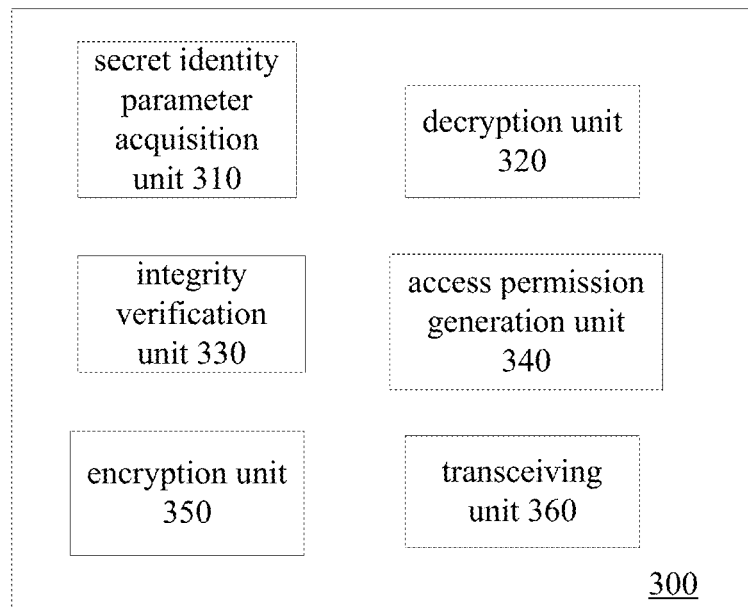 secret identity
parameter
acquisition
unit 310
decryption unit
320
integrity
verification
unit 330
access permission
generation unit
340
encryption unit
350
transceiving
unit 360
300